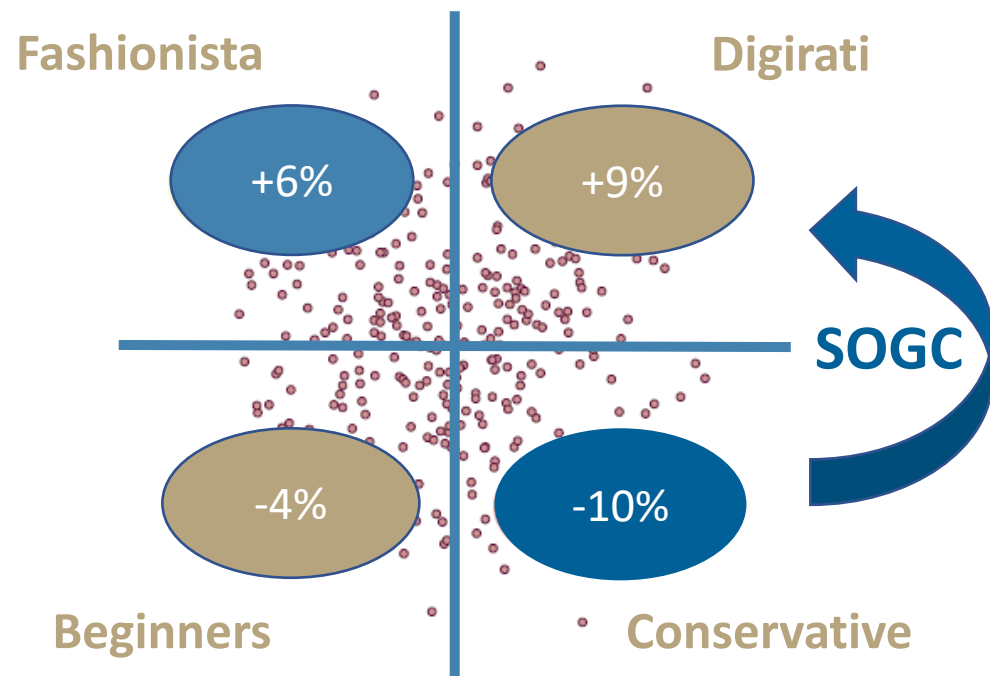 Fashionista
Digirati
+6%
+9%
SOGC
-4%
-10%
Beginners
Conservative